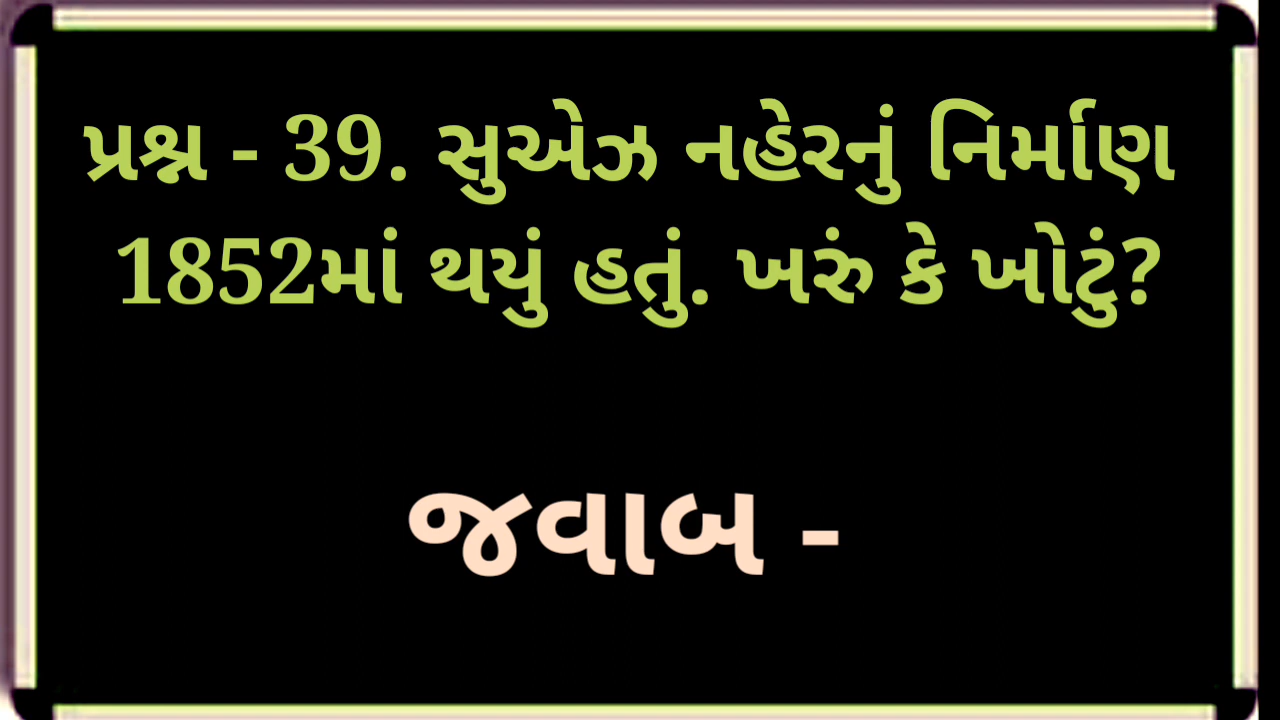 પ્રશ્ન - 39. સુએઝ નહેરનું નિર્માણ
1852માં થયું હતું. ખરું કે ખોટું?
જવાબ -